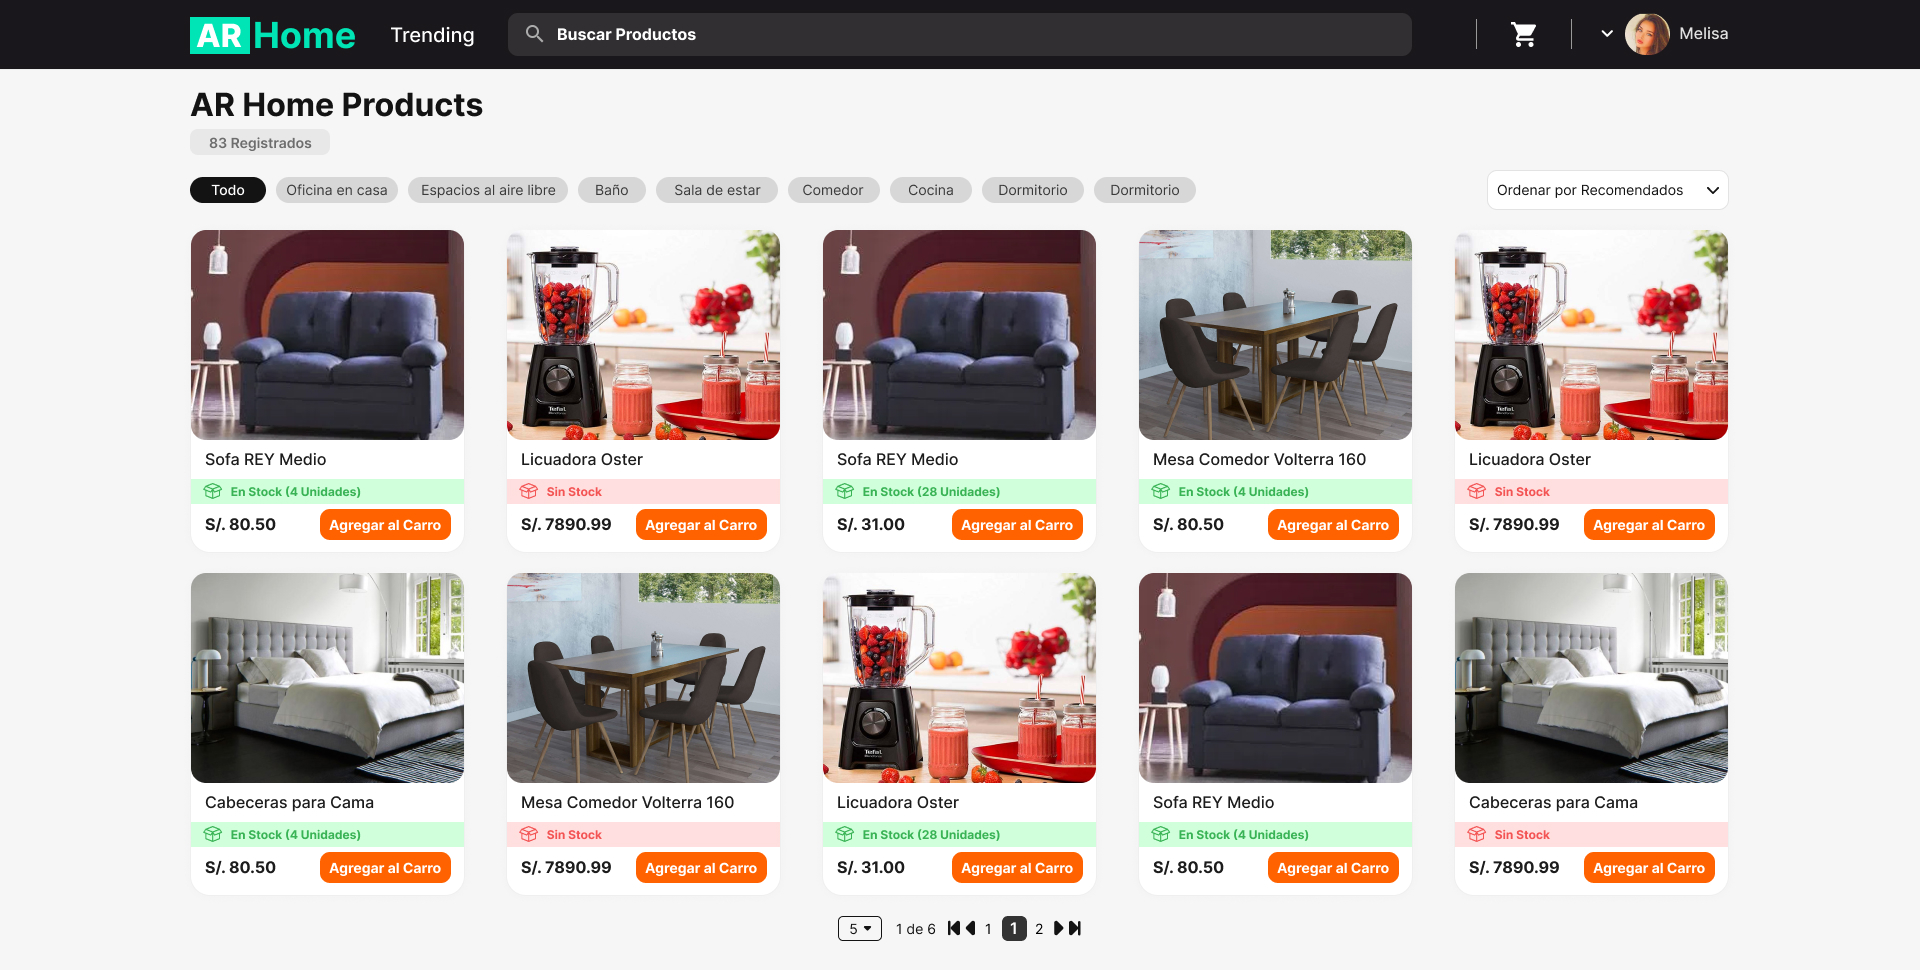 AR Home Trending Buscar Productos Melisa
AR Home Products
83 Registrados
Todo Oficina en casa Espacios al aire libre Baño Sala de estar Comedor Cocina Dormitorio Dormitorio Ordenar por Recomendados
Tefal Tefal
Sofa REY Medio Licuadora Oster Sofa REY Medio Mesa Comedor Volterra 160 Licuadora Oster
En Stock (4 Unidades) Sin Stock En Stock (28 Unidades) En Stock (4 Unidades) Sin Stock
S/. 80.50 Agregar al Carro S/. 7890.99 Agregar al Carro S/. 31.00 Agregar al Carro S/. 80.50 Agregar al Carro S/. 7890.99 Agregar al Carro
Tefal
Cabeceras para Cama Mesa Comedor Volterra 160 Licuadora Oster Sofa REY Medio Cabeceras para Cama
En Stock (4 Unidades) Sin Stock En Stock (28 Unidades) En Stock (4 Unidades) Sin Stock
S/. 80.50 Agregar al Carro S/. 7890.99 Agregar al Carro S/. 31.00 Agregar al Carro S/. 80.50 Agregar al Carro S/. 7890.99 Agregar al Carro
5 1 de 6 1 1 2